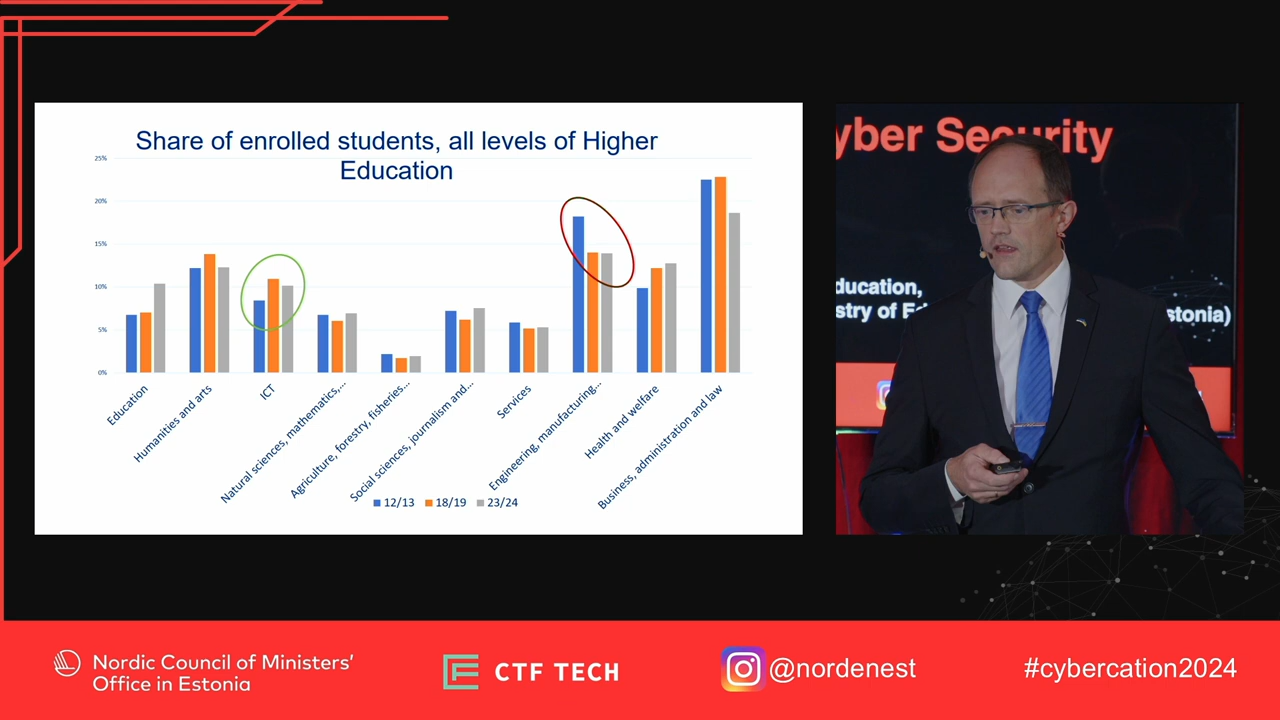 Share of enrolled students, all levels of Higher
Education
25%
20%
15%
10%
5%
0%
Education
Humanities and arts
ICT
Natural sciences, mathematics,...
Agriculture, forestry, fisheries...
Social sciences, journalism and...
Services
Engineering, manufacturing...
Health and welfare
Business, administration and law
12/13
18/19
23/24
yber Security
ducation,
stry of E
stonia)
Nordic Council of Ministers'
Office in Estonia
CTF TECH
@nordenest
#cybercation2024